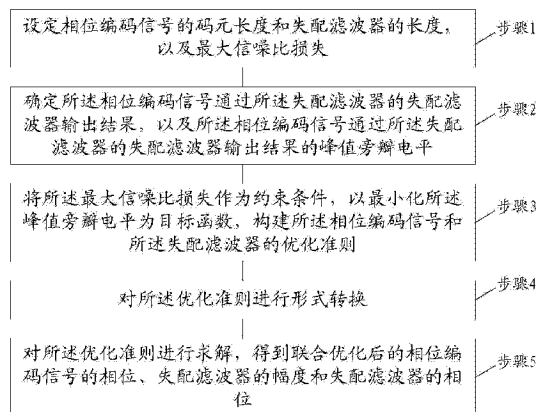 设定相位编码信号的码元长度和失配滤波器的长度，
以及最大信噪比损失
步骤1
确定所述相位编码信号通过所述失配滤波器的失配滤
波器输出结果，以及所述相位编码信号通过所述失配
滤波器的失配滤波器输出结果的峰值旁瓣电平
步骤2
将所述最大信噪比损失作为约束条件，以最小化所述
峰值旁瓣电平为目标函数，构建所述相位编码信号和
所述失配滤波器的优化准则
步骤3
对所述优化准则进行形式转换
步骤4
对所述优化准则进行求解，得到联合优化后的相位编
码信号的相位、失配滤波器的幅度和失配滤波器的相
位
步骤5